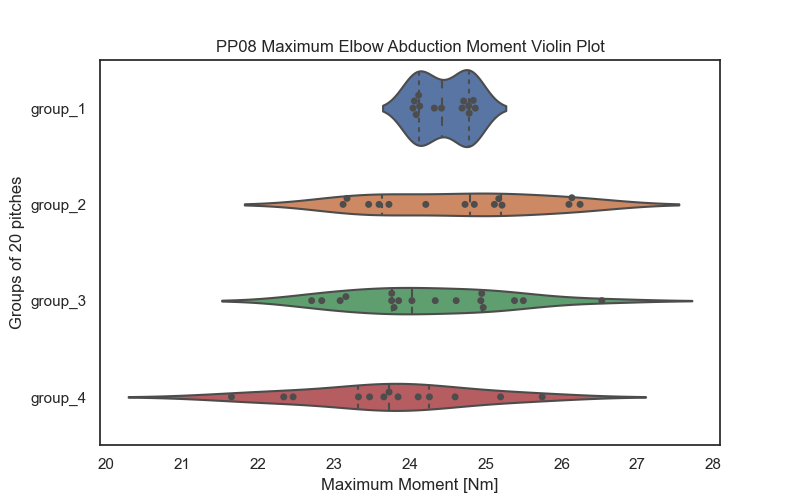 PP08 Maximum Elbow Abduction Moment Violin Plot
group_1
group_2
group_3
group_4
Groups of 20 pitches
20 21 22 23 24 25 26 27 28
Maximum Moment [Nm]